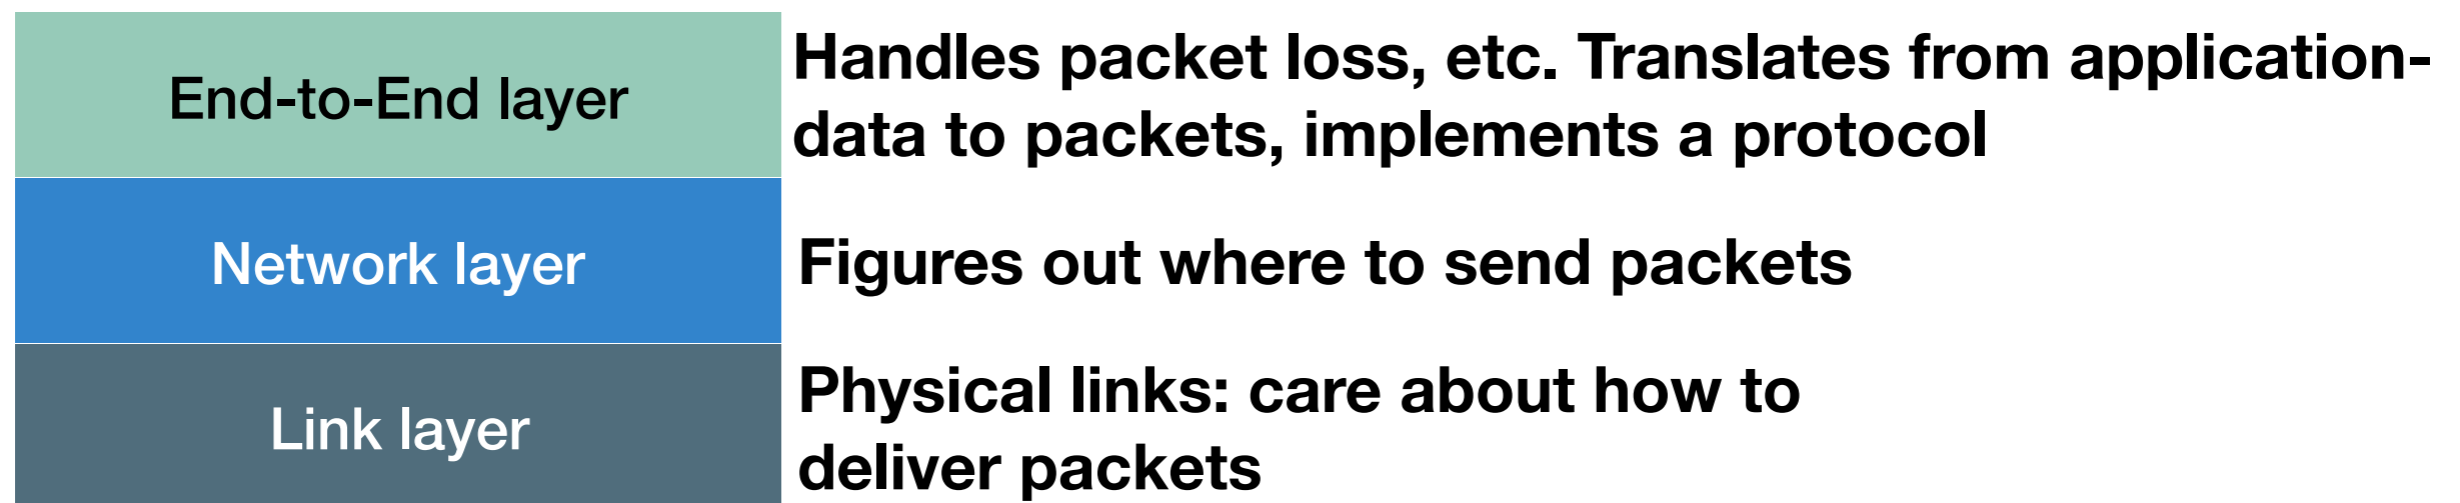 End-to-End layer
Handles packet loss, etc. Translates from application-
data to packets, implements a protocol
Network layer
Figures out where to send packets
Link layer
Physical links: care about how to
deliver packets